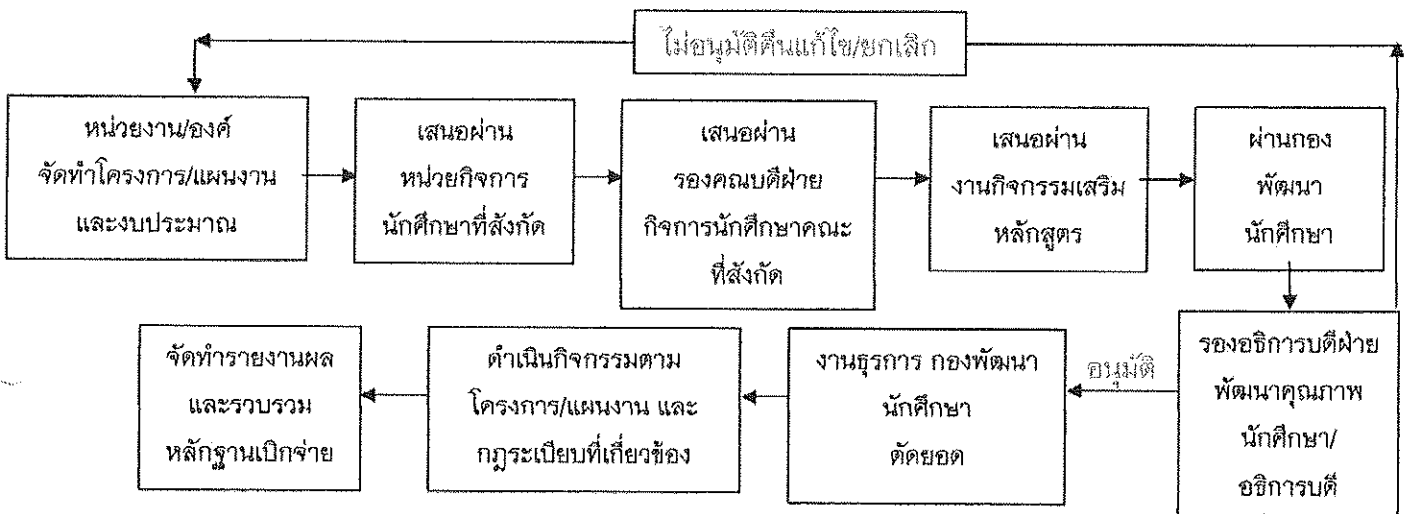 ไม่อนุมัติคืนแก้ไข/ยกเลิก
หน่วยงาน/องค์
จัดทำโครงการ/แผนงาน
และงบประมาณ
เสนอผ่าน
หน่วยกิจการ
นักศึกษาที่สังกัด
เสนอผ่าน
รองคณบดีฝ่าย
กิจการนักศึกษาคณะ
ที่สังกัด
เสนอผ่าน
งานกิจกรรมเสริม
หลักสูตร
ผ่านกอง
พัฒนา
นักศึกษา
รองอธิการบดีฝ่าย
พัฒนาคุณภาพ
นักศึกษา/
อธิการบดี
อนุมัติ
งานธุรการ กองพัฒนา
นักศึกษา
ตัดยอด
ดำเนินกิจกรรมตาม
โครงการ/แผนงาน และ
กฎระเบียบที่เกี่ยวข้อง
จัดทำรายงานผล
และรวบรวม
หลักฐานเบิกจ่าย